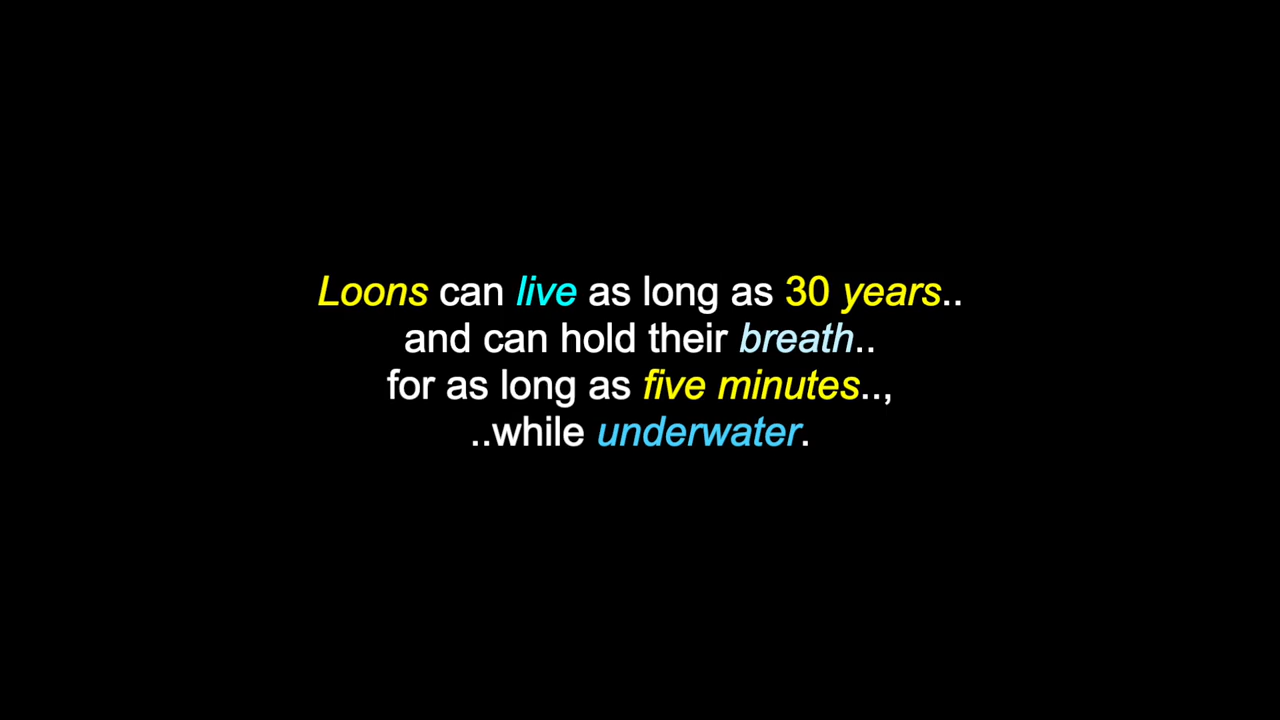 Loons can live as long as 30 years..
and can hold their breath..
for as long as five minutes..,
..while underwater.